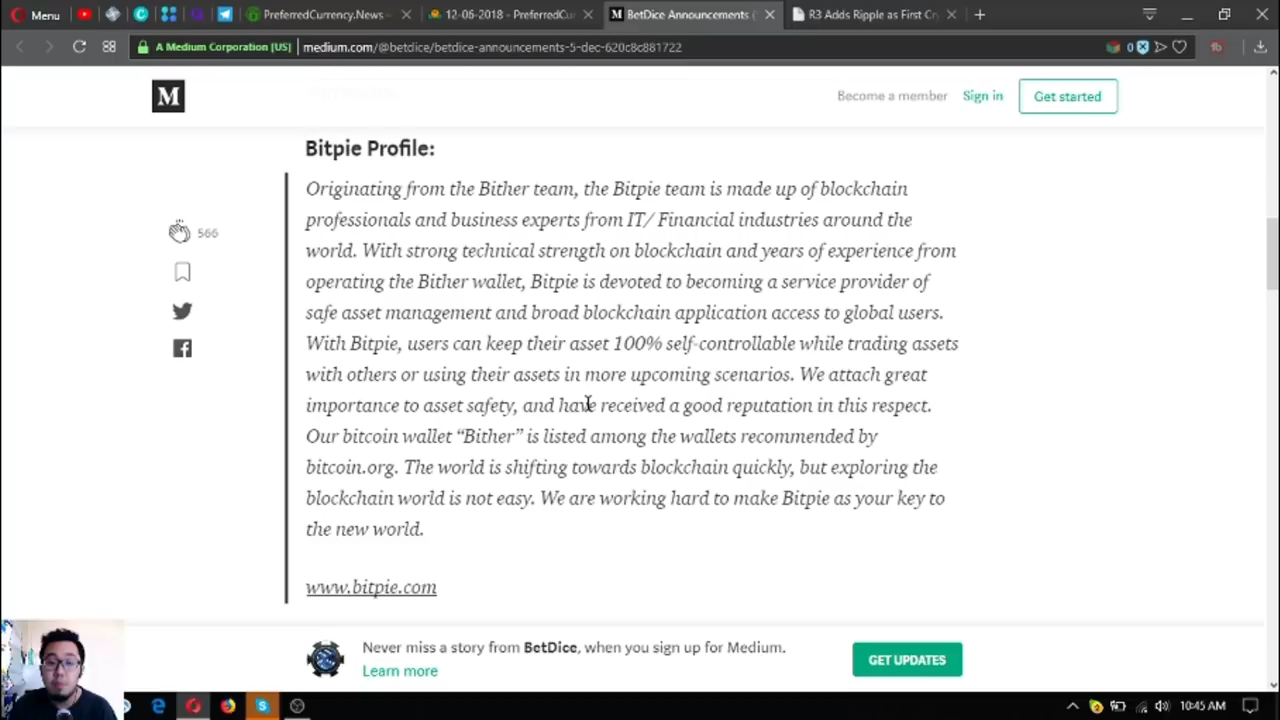 Menu
PreferredCurrency.News -
12-06-2018 - PreferredCu
BetDice Announcements (
R3 Adds Ripple as First Cr
A Medium Corporation [US]
medium.com/@betdice/betdice-announcements-5-dec-620c8c881722
0
M
Become a member
Sign in
Get started
Bitpie Profile:
Originating from the Bither team, the Bitpie team is made up of blockchain
professionals and business experts from IT/ Financial industries around the
world. With strong technical strength on blockchain and years of experience from
operating the Bither wallet, Bitpie is devoted to becoming a service provider of
safe asset management and broad blockchain application access to global users.
With Bitpie, users can keep their asset 100% self-controllable while trading assets
with others or using their assets in more upcoming scenarios. We attach great
importance to asset safety, and have received a good reputation in this respect.
Our bitcoin wallet “Bither” is listed among the wallets recommended by
bitcoin.org. The world is shifting towards blockchain quickly, but exploring the
blockchain world is not easy. We are working hard to make Bitpie as your key to
the new world.
www.bitpie.com
566
Never miss a story from BetDice, when you sign up for Medium.
Learn more
GET UPDATES
10:45 AM